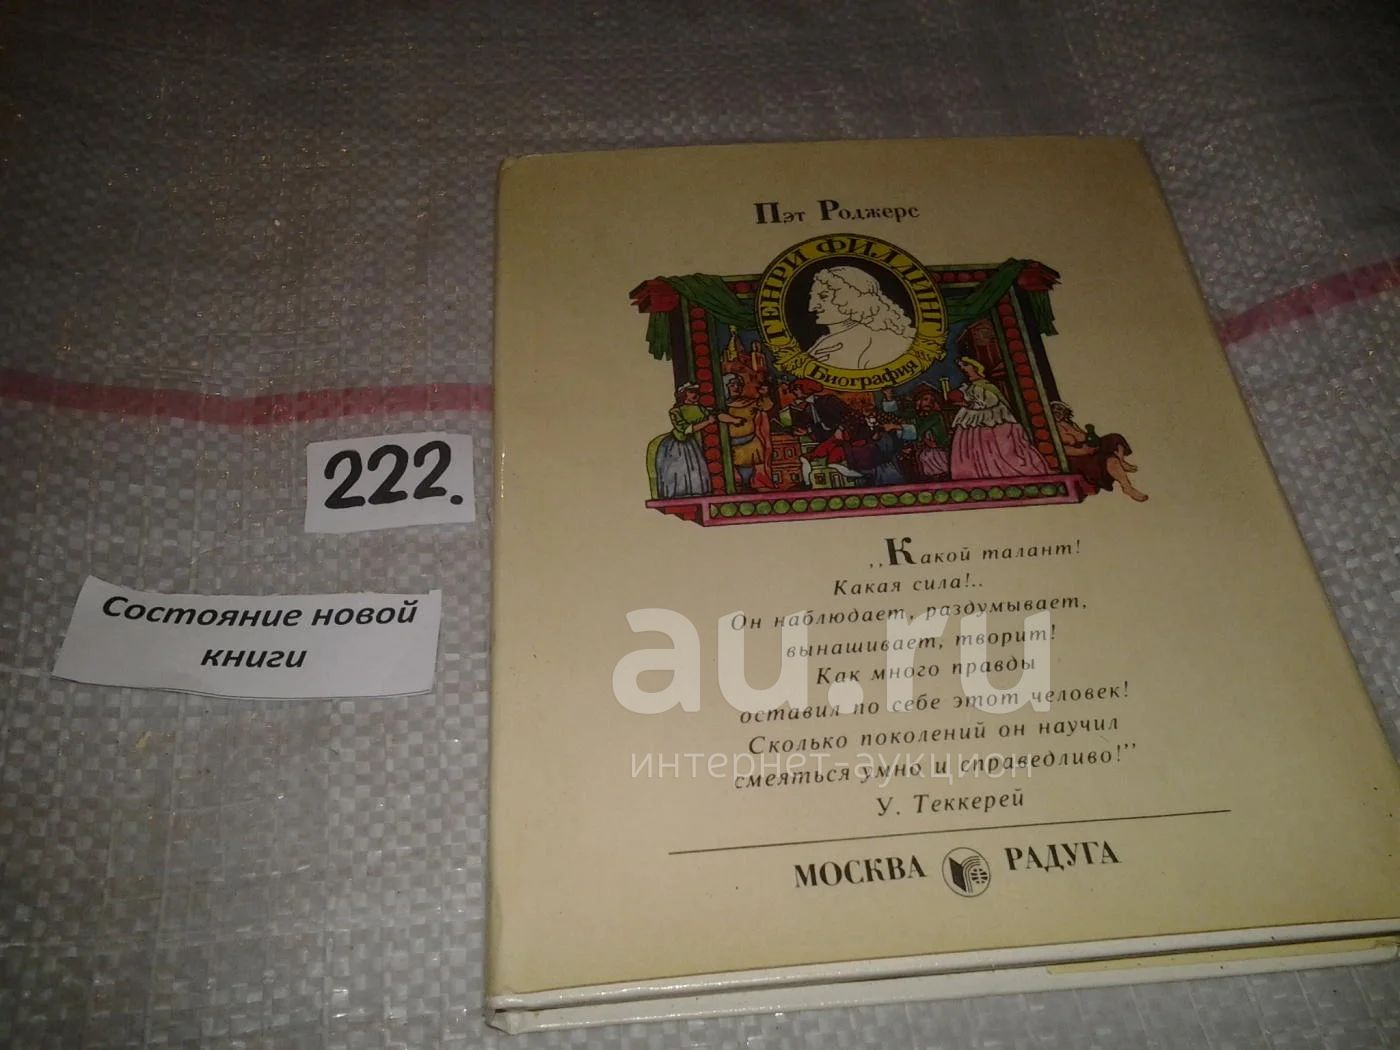 Пэт Роджерс
ГЕНРИ ФИЛДИНГ
Биография
222.
Состояние новой
книги
„Какой талант!
Какая сила!..
Он наблюдает, раздумывает,
вынашивает, творит!
Как много правды
оставил по себе этот человек!
Сколько поколений он научил
смеяться умно и справедливо!”
У. Теккерей
МОСКВА РАДУГА
au.ru
интернет-аукцион